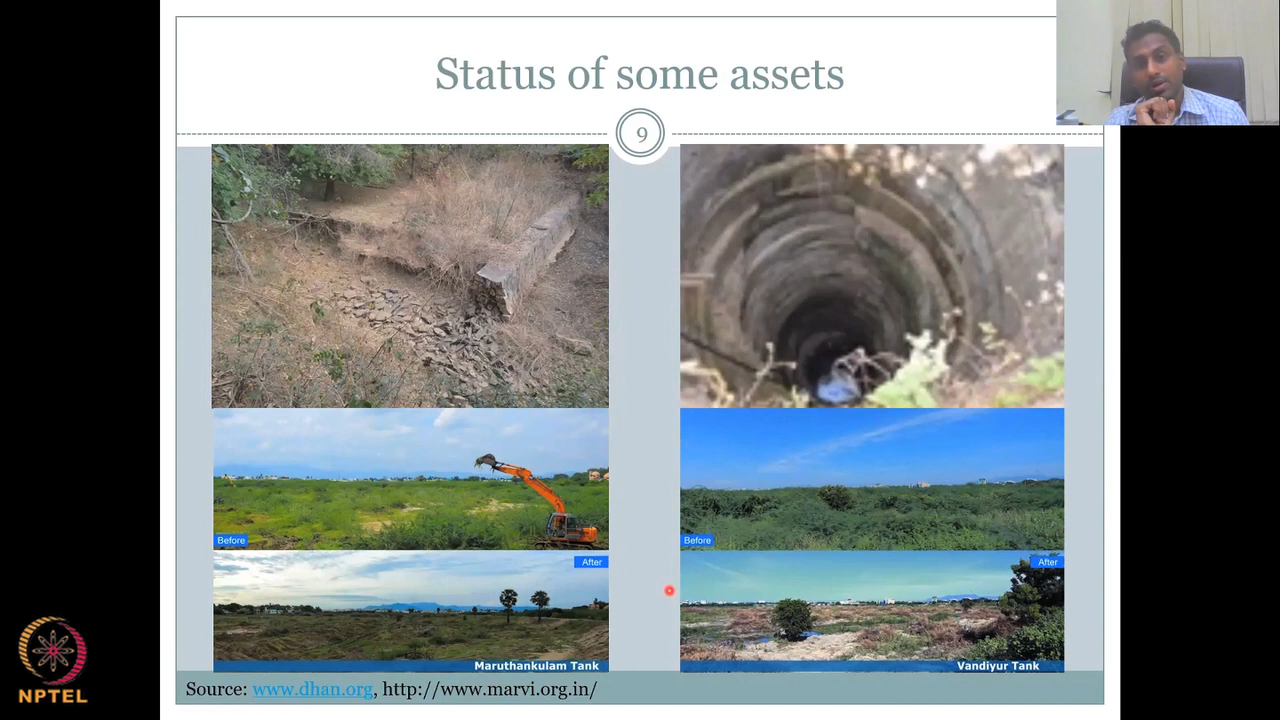 Status of some assets
9
Before
Before
After
After
Maruthankulam Tank
Vandiyur Tank
Source: www.dhan.org, http://www.marvi.org.in/
NPTEL